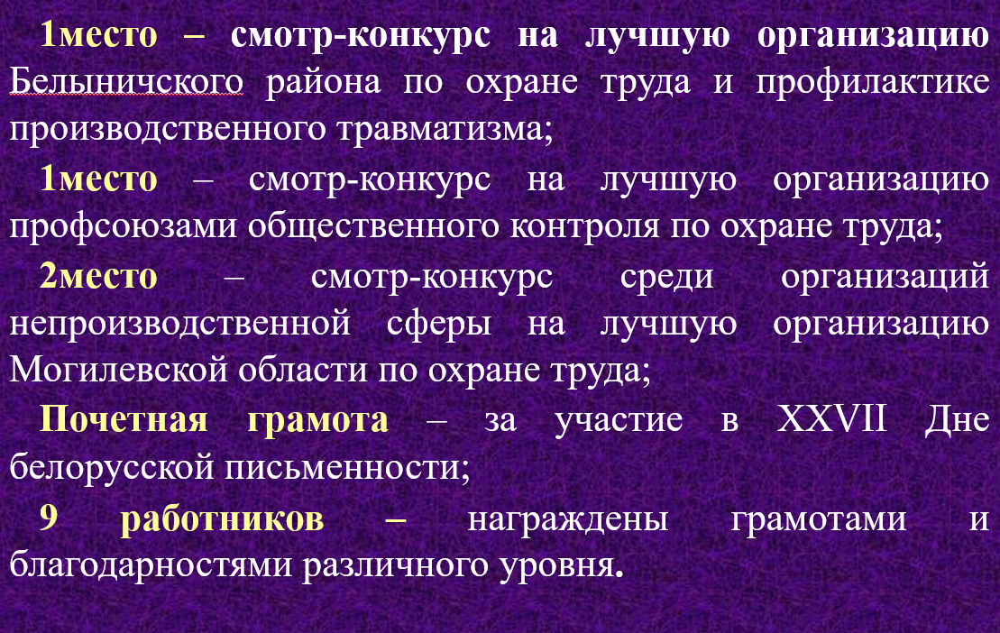 1место – смотр-конкурс на лучшую организацию
Белыничского района по охране труда и профилактике
производственного травматизма;
1место – смотр-конкурс на лучшую организацию
профсоюзами общественного контроля по охране труда;
2место – смотр-конкурс среди организаций
непроизводственной сферы на лучшую организацию
Могилевской области по охране труда;
Почетная грамота – за участие в XXVII Дне
белорусской письменности;
9 работников – награждены грамотами и
благодарностями различного уровня.